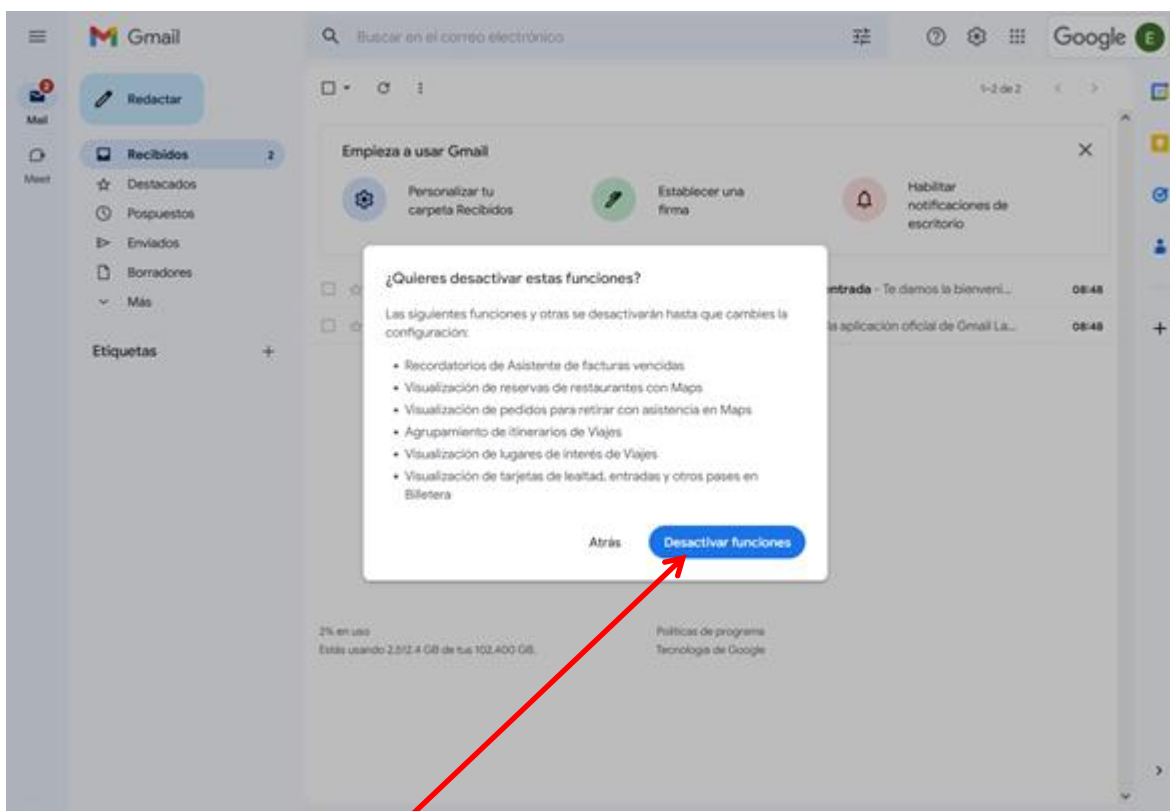 Gmail
Buscar en el correo electrónico
Google E
2
Mail
Meet
Redactar
Recibidos 2
Destacados
Pospuestos
Enviados
Borradores
Más
Etiquetas +
1-2 de 2
Empieza a usar Gmail
Personalizar tu
carpeta Recibidos
Establecer una
firma
Habilitar
notificaciones de
escritorio
entrada - Te damos la bienveni... 08:48
la aplicación oficial de Gmail La... 08:48
¿Quieres desactivar estas funciones?
Las siguientes funciones y otras se desactivarán hasta que cambies la
configuración:
• Recordatorios de Asistente de facturas vencidas
• Visualización de reservas de restaurantes con Maps
• Visualización de pedidos para retirar con asistencia en Maps
• Agrupamiento de itinerarios de Viajes
• Visualización de lugares de interés de Viajes
• Visualización de tarjetas de lealtad, entradas y otros pases en
Billetera
Atrás
Desactivar funciones
2% en uso
Estás usando 2,512.4 GB de tus 102,400 GB.
Políticas de programa
Tecnología de Google